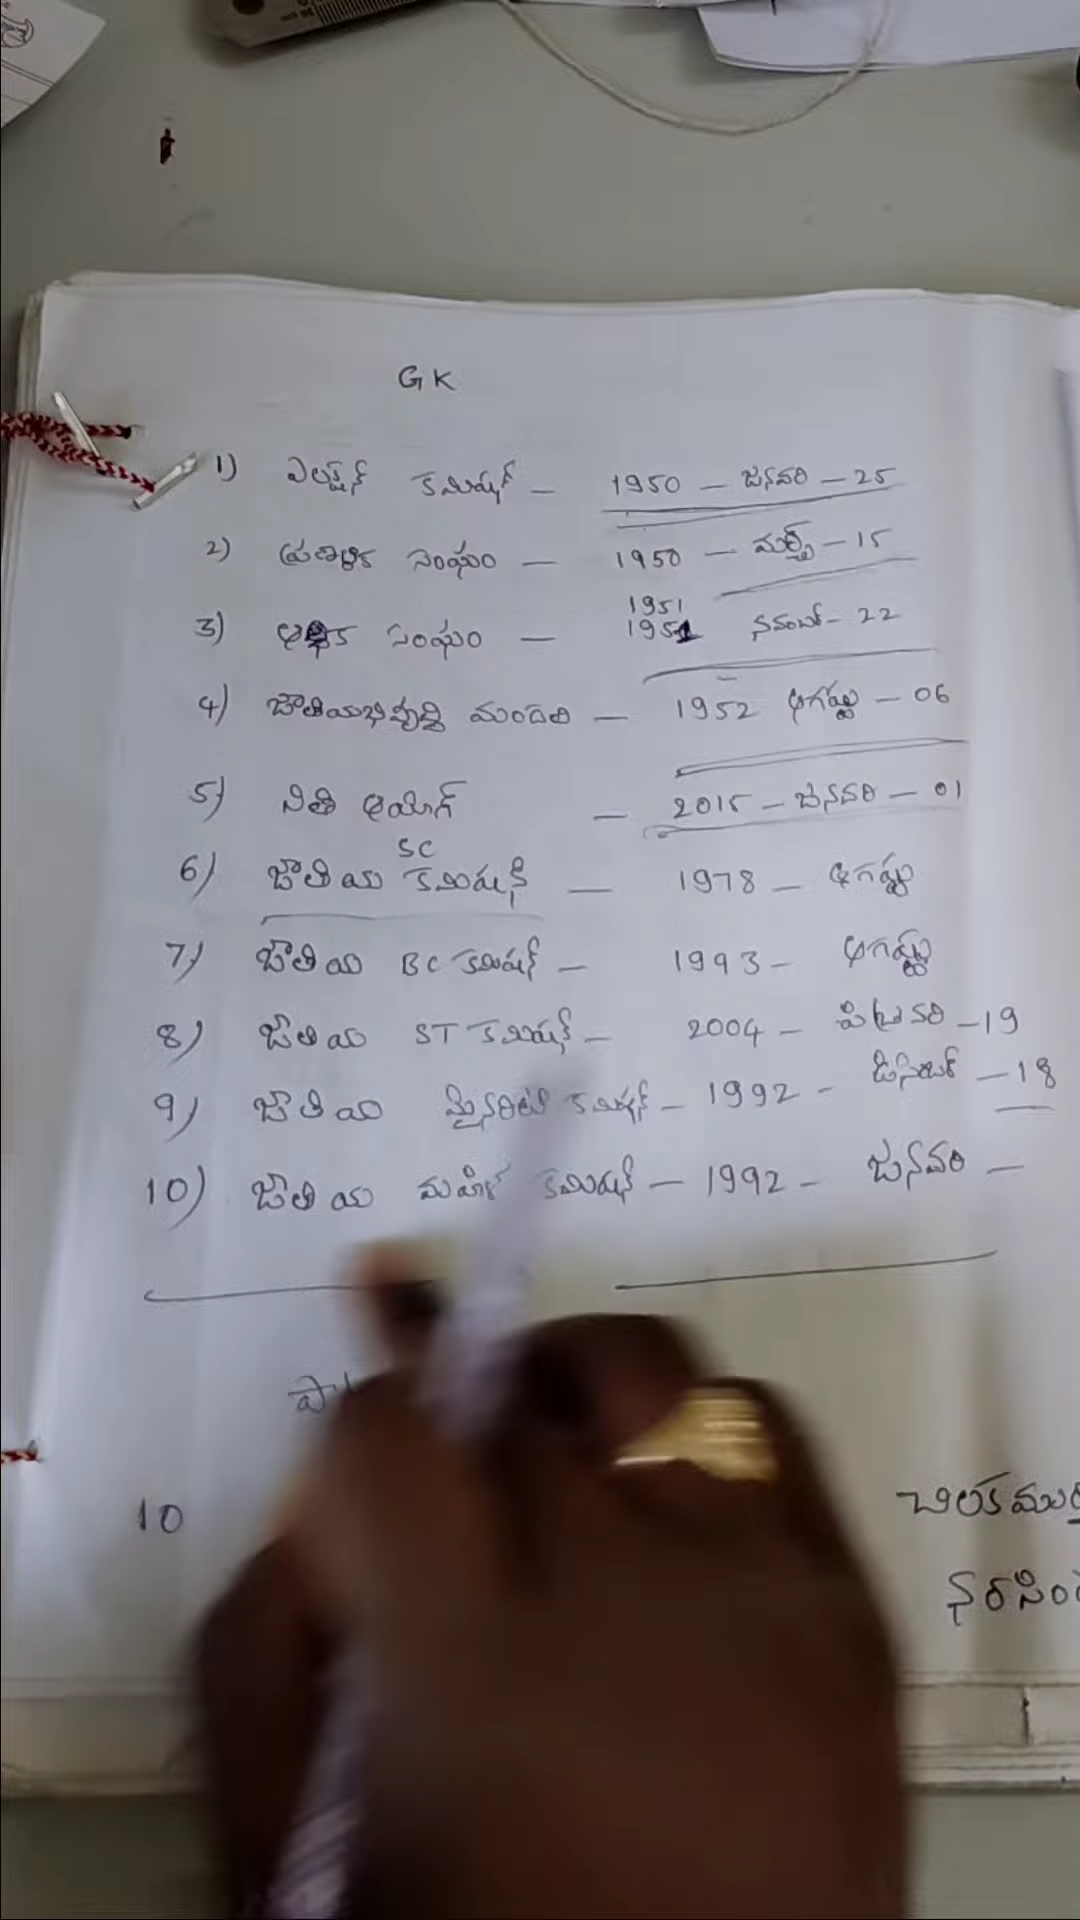 GK
1) ఎలక్షన్ కమిషన్ – 1950 – జనవరి – 25
2) ప్రణాళిక సంఘం – 1950 – మార్చ్ – 15
1951
3) ఆర్థిక సంఘం – 1951 నవంబర్ – 22
4) జాతీయాభివృద్ధి మండలి – 1952 ఆగష్టు – 06
5) నితి ఆయోగ్ – 2015 – జనవరి – 01
SC
6) జాతీయ కమిషన్ – 1978 – ఆగష్టు
7) జాతీయ BC కమిషన్ – 1993 – ఆగష్టు
8) జాతీయ ST కమిషన్ – 2004 – పిబ్రవరి – 19
9) జాతీయ మైనరిటి కమిషన్ – 1992 – డిసెంబర్ – 18
10) జాతీయ మహిళ కమిషన్ – 1992 – జనవరి –
10